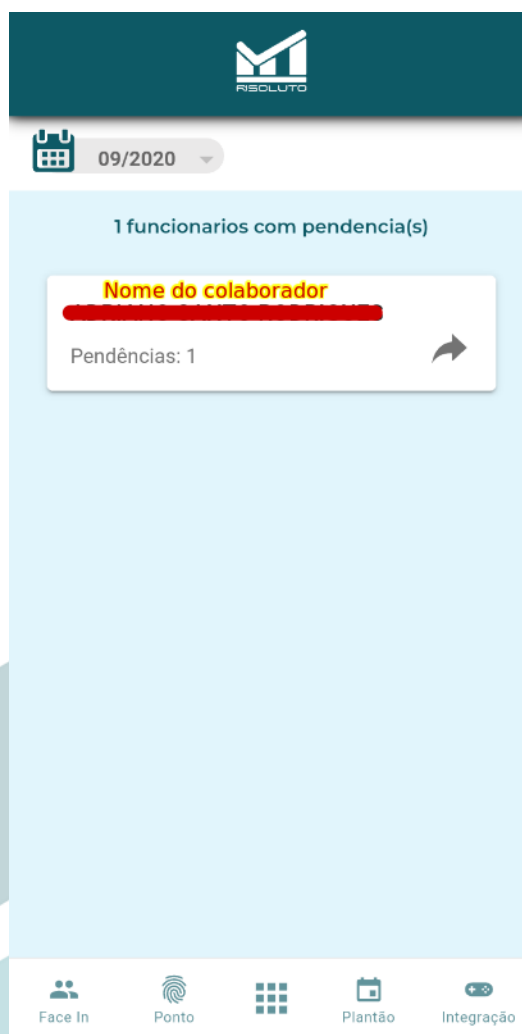 RISOLUTO
09/2020
1 funcionarios com pendencia(s)
Nome do colaborador
Pendências: 1
Face In
Ponto
Plantão
Integração